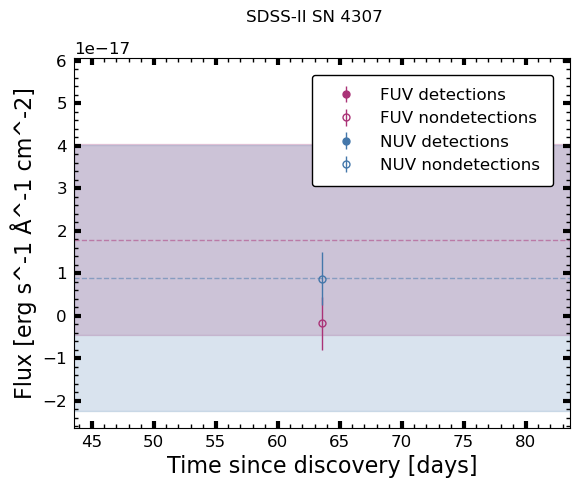 SDSS-II SN 4307
1e−17
6
5
4
3
2
1
0
−1
−2
Flux [erg s^-1 Å^-1 cm^-2]
FUV detections
FUV nondetections
NUV detections
NUV nondetections
45 50 55 60 65 70 75 80
Time since discovery [days]